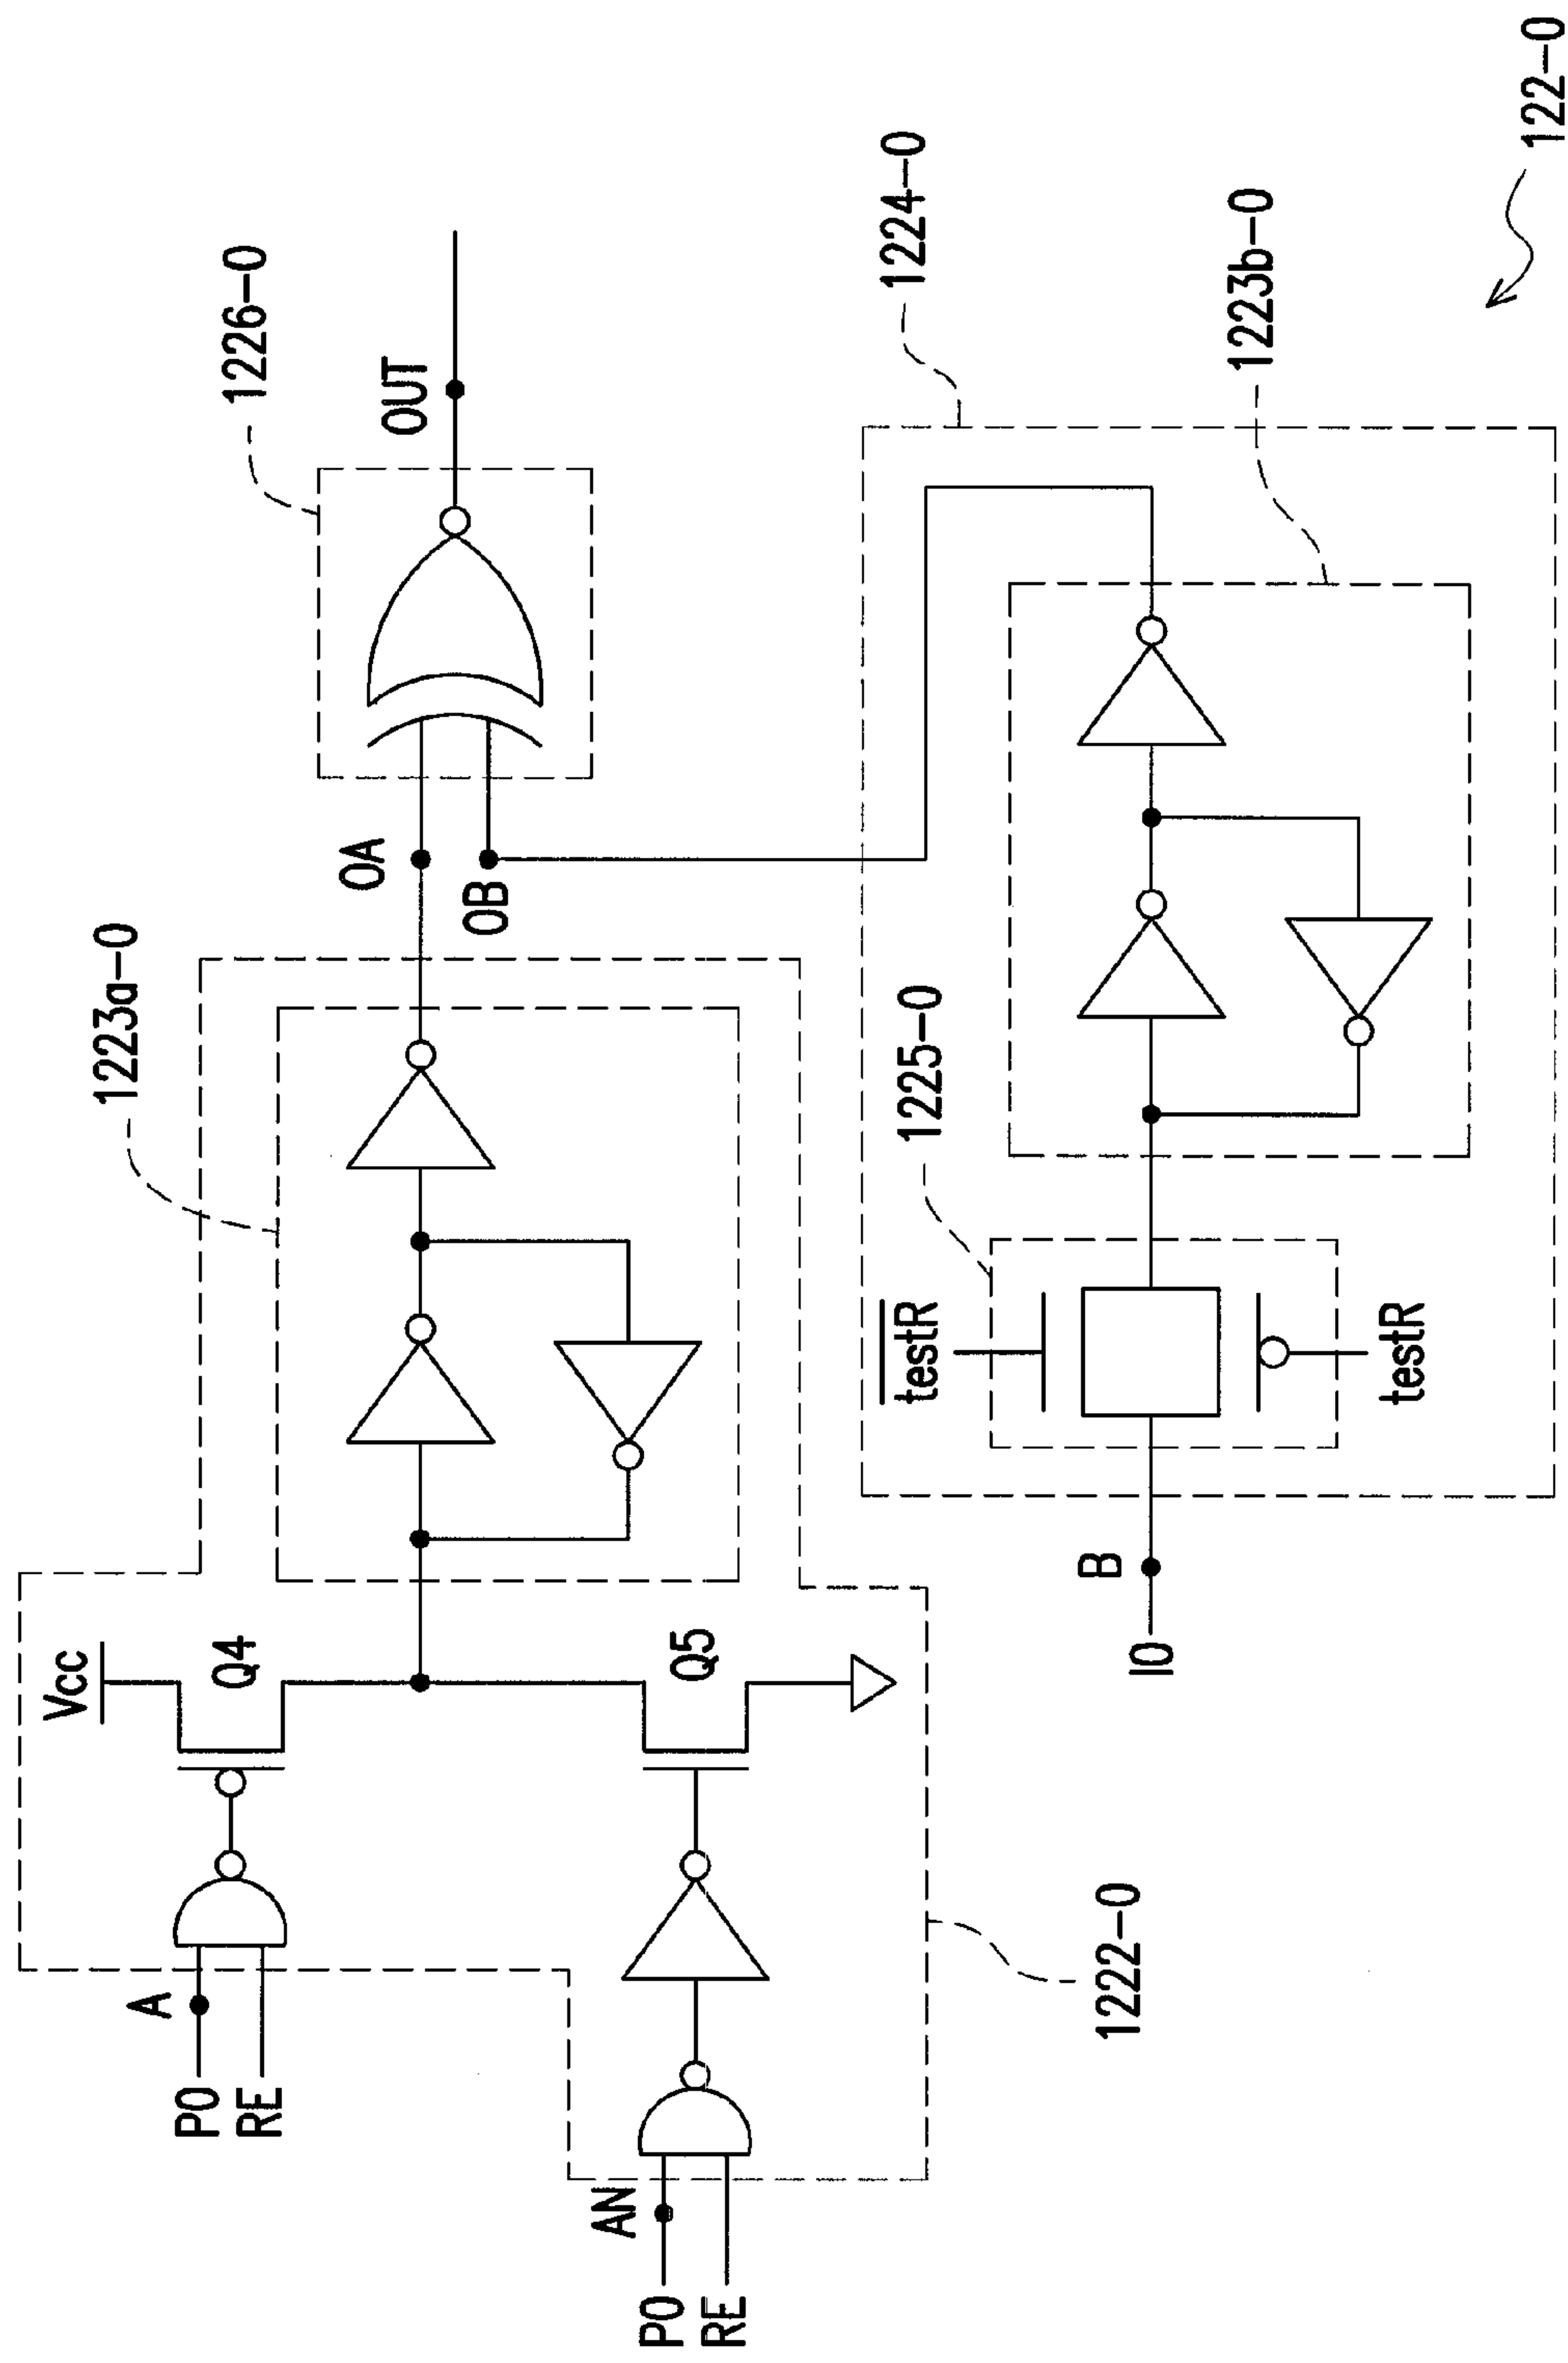 1223a-0
1226-0
Vcc
Q4
A
P0
RE
OA
OB
OUT
Q5
AN
P0
RE
1222-0
1225-0
1224-0
1223b-0
testR
B
I0
testR
122-0